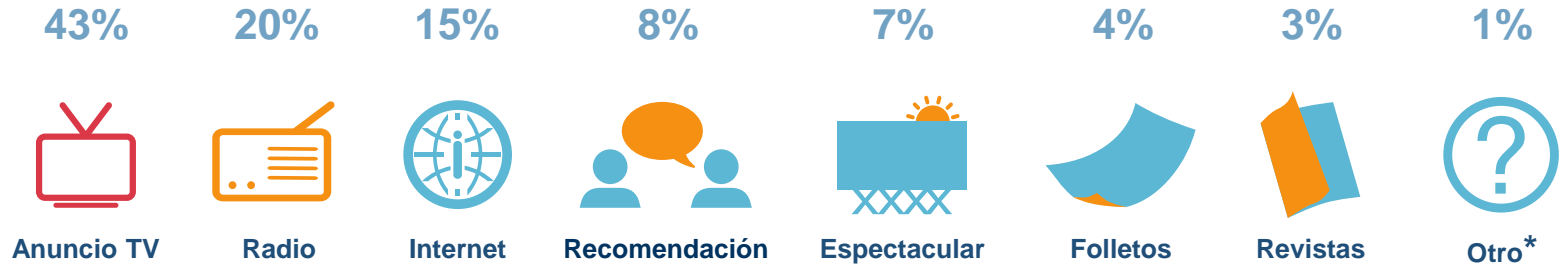 43% 20% 15% 8% 7% 4% 3% 1%
Anuncio TV Radio Internet Recomendación Espectacular Folletos Revistas Otro*